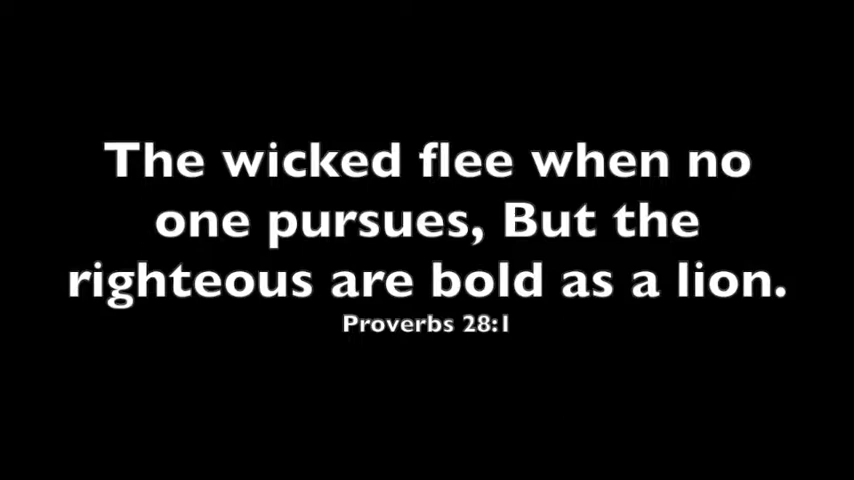 The wicked flee when no
one pursues, But the
righteous are bold as a lion.
Proverbs 28:1